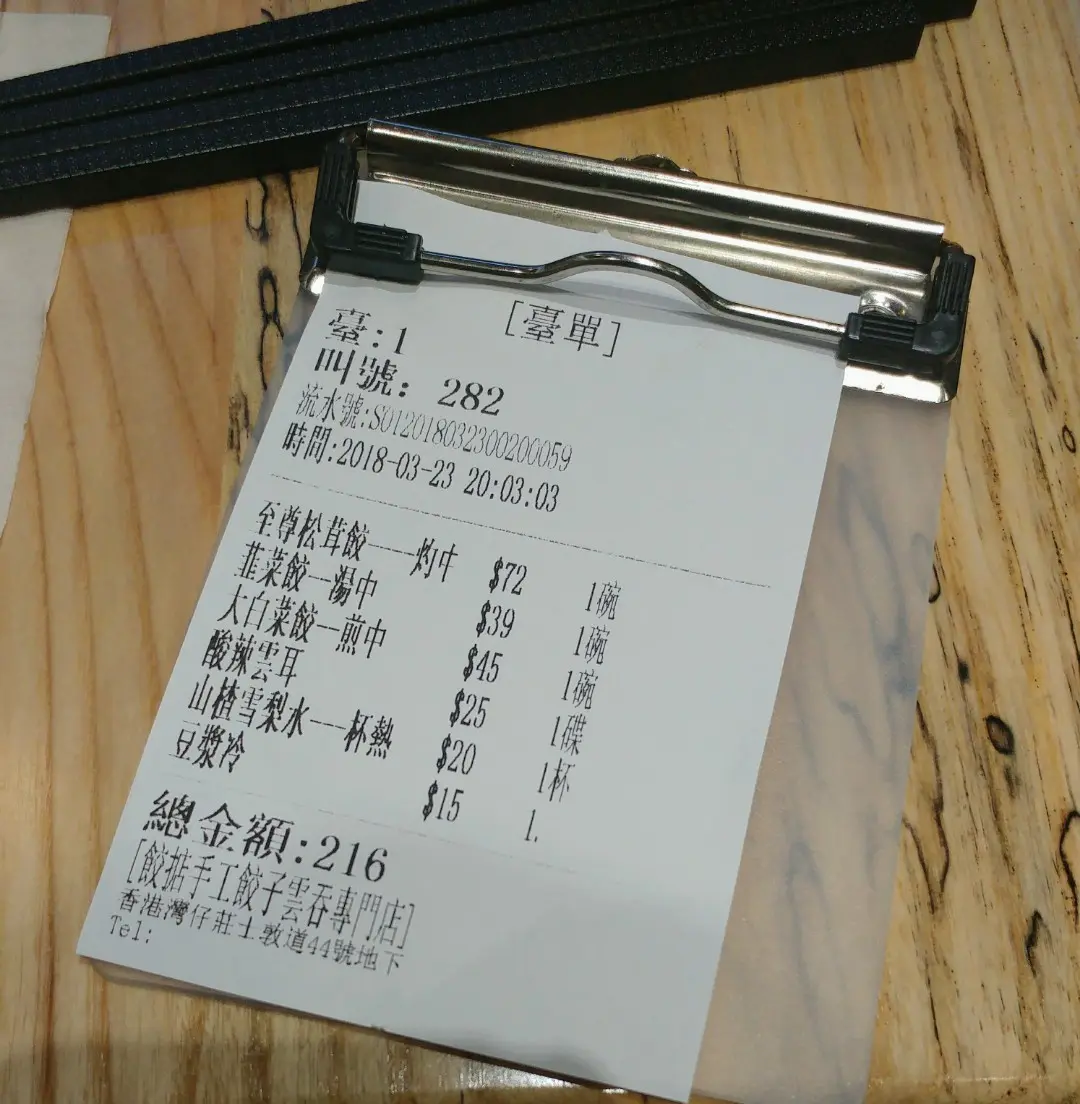 [臺單]
臺:1
叫號: 282
流水號:S012018032300200059
時間:2018-03-23 20:03:03
至尊松茸餃——灼中 $72 1碗
韮菜餃—湯中 $39 1碗
大白菜餃—煎中 $45 1碗
酸辣雲耳 $25 1碟
山楂雪梨水——杯熱 $20 1杯
豆漿冷 $15 1.
總金額:216
[餃掂手工餃子雲吞專門店]
香港灣仔莊士敦道44號地下
Tel: